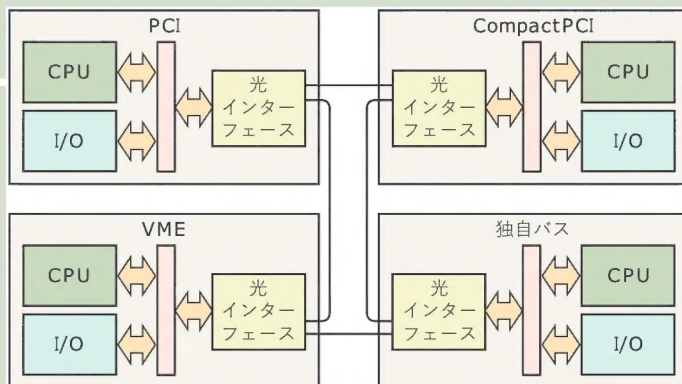 PCI
CPU
I/O
光
インター
フェース
CompactPCI
光
インター
フェース
CPU
I/O
VME
CPU
I/O
光
インター
フェース
独自バス
光
インター
フェース
CPU
I/O